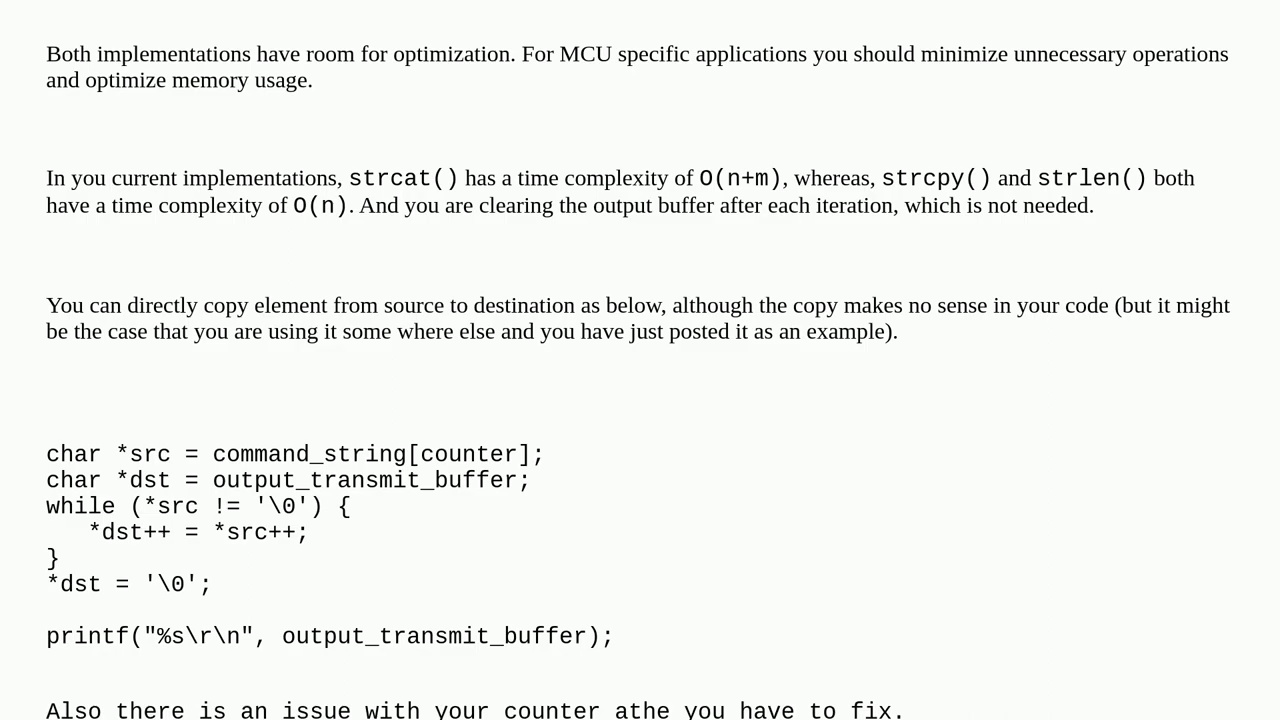 Both implementations have room for optimization. For MCU specific applications you should minimize unnecessary operations
and optimize memory usage.
In you current implementations, strcat() has a time complexity of O(n+m), whereas, strcpy() and strlen() both
have a time complexity of O(n). And you are clearing the output buffer after each iteration, which is not needed.
You can directly copy element from source to destination as below, although the copy makes no sense in your code (but it might
be the case that you are using it some where else and you have just posted it as an example).
char *src = command_string[counter];
char *dst = output_transmit_buffer;
while (*src != '\0') {
   *dst++ = *src++;
}
*dst = '\0';
printf("%s\r\n", output_transmit_buffer);
Also there is an issue with your counter athe you have to fix.